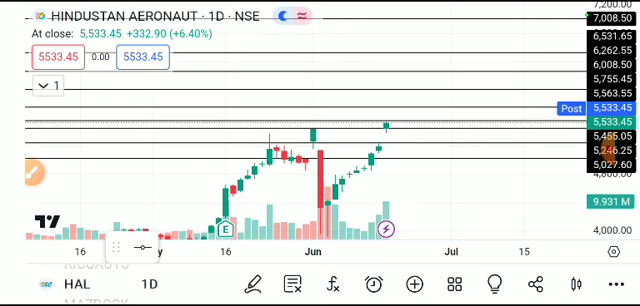 7,200.00
HINDUSTAN AERONAUT · 1D · NSE
7,008.50
At close: 5,533.45 +332.90 (+6.40%)
6,531.65
5533.45 0.00 5533.45
6,262.55
6,008.50
5,755.45
1
5,563.55
Post 5,533.45
5,533.45
5,455.05
5,246.25
5,027.60
4,800.00
9.931 M
E
4,000.00
16 16 Jun 16 Jul 15
HAL 1D